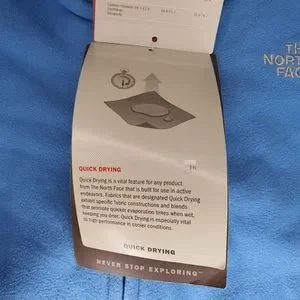 THE
NORTH
FACE
QUICK DRYING
Quick Drying is a vital feature for any product
from The North Face that is built for use in active
endeavors. Fabrics that are designated Quick Drying
exhibit specific fabric constructions and blends
that promote quicker evaporation times when wet,
keeping you drier. Quick Drying is especially vital
to high performance in cooler conditions.
QUICK DRYING
NEVER STOP EXPLORING™